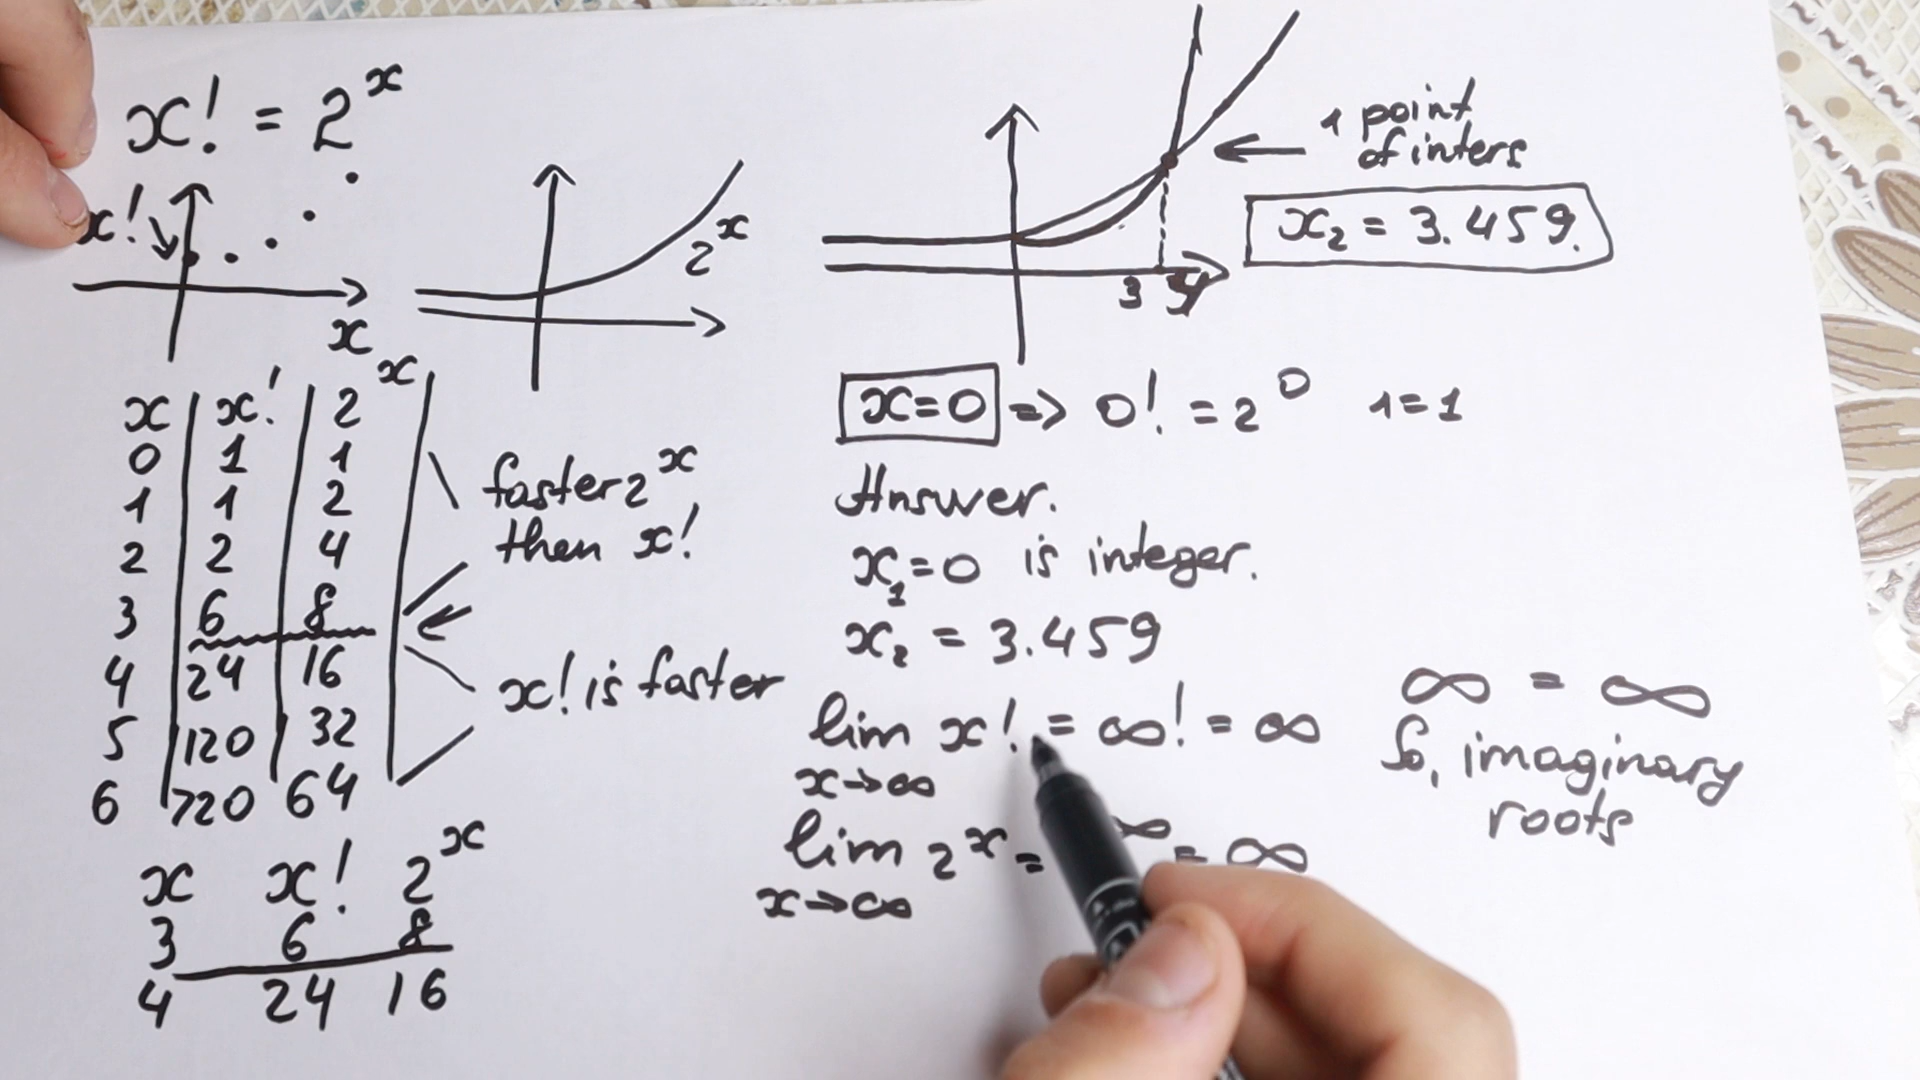 x! = 2^x
x!
x
2^x
x x! 2^x
0 1 1
1 1 2
2 2 4
3 6 8
4 24 16
5 120 32
6 720 64
faster 2^x
then x!
x! is faster
x x! 2^x
3 6 8
4 24 16
1 point
of inters
x₂ = 3.459.
3
x=0 => 0! = 2^0 1=1
Answer.
x₁=0 is integer.
x₂ = 3.459
lim x! = ∞! = ∞
x→∞
lim 2^x = ∞ = ∞
x→∞
∞ = ∞
So, imaginary
roots